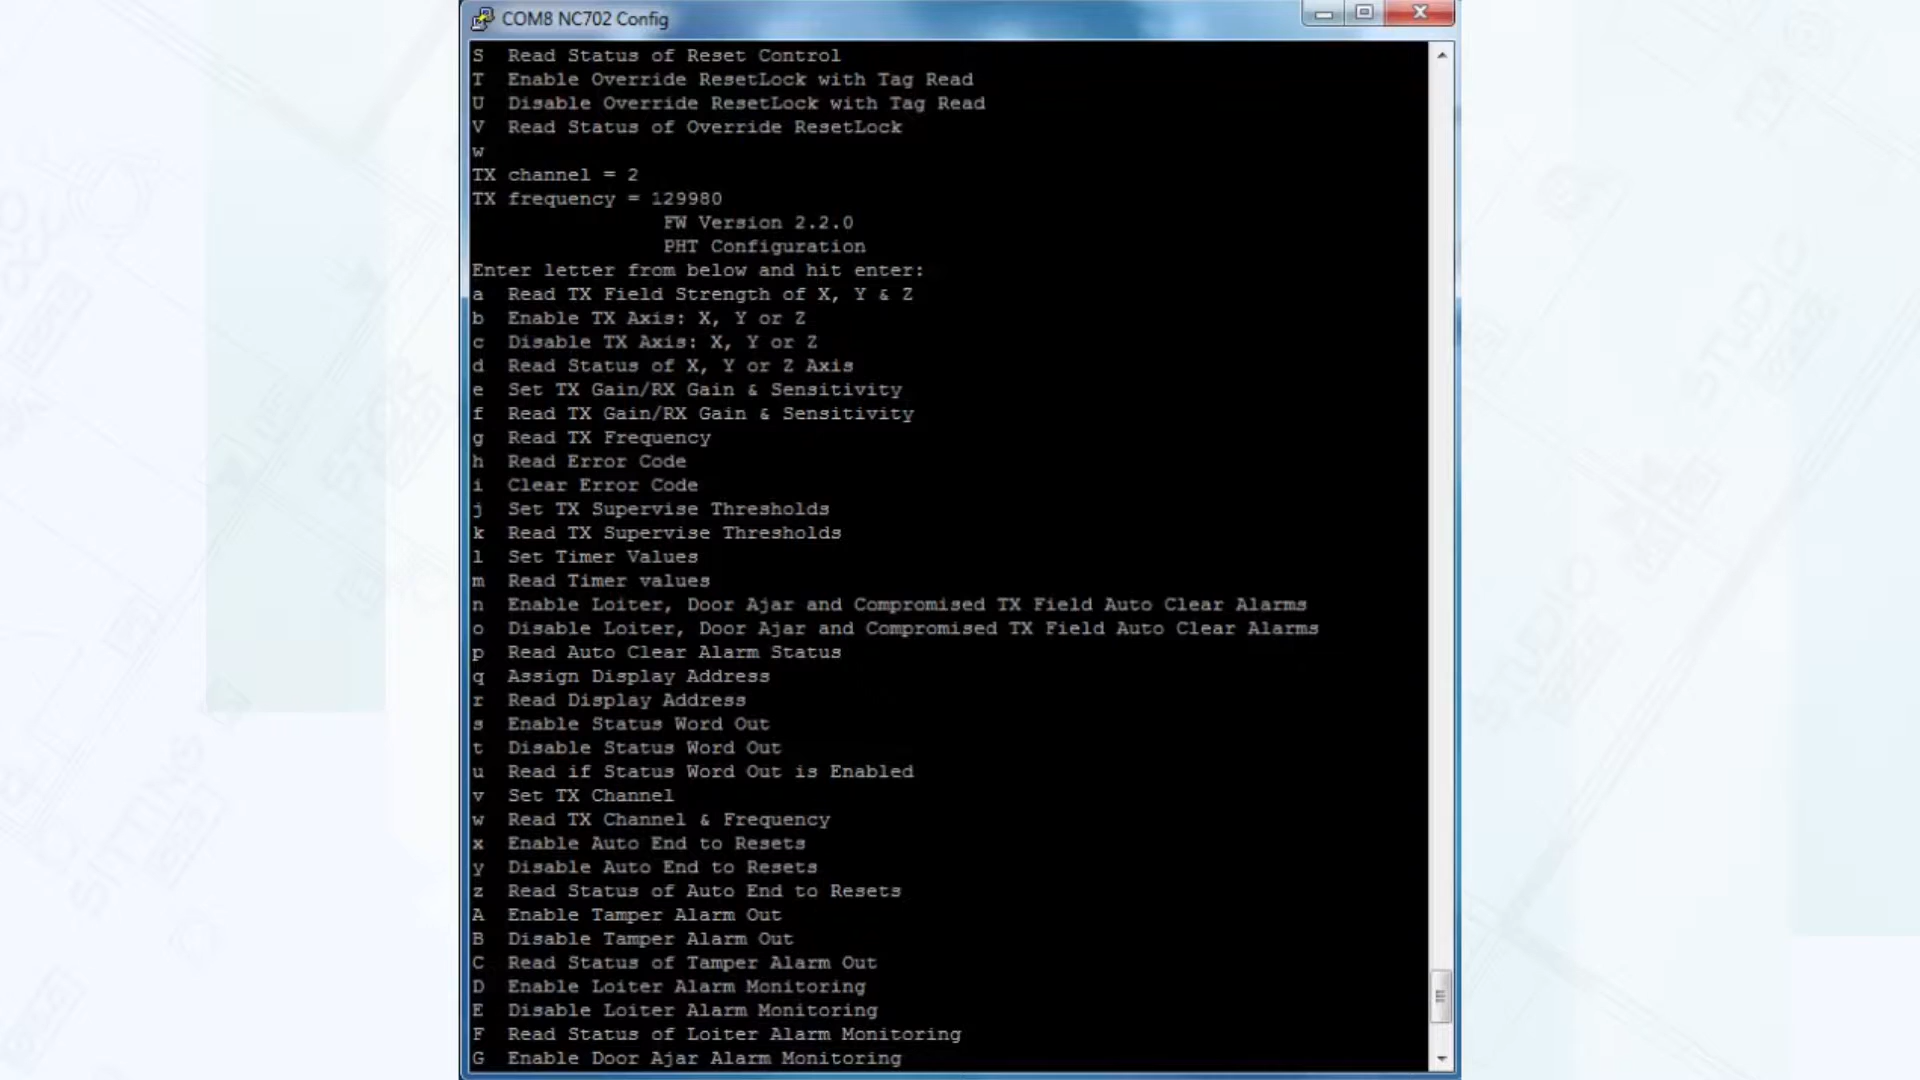 COM8 NC702 Config
S Read Status of Reset Control
T Enable Override ResetLock with Tag Read
U Disable Override ResetLock with Tag Read
V Read Status of Override ResetLock
w
TX channel = 2
TX frequency = 129980
FW Version 2.2.0
PHT Configuration
Enter letter from below and hit enter:
a Read TX Field Strength of X, Y & Z
b Enable TX Axis: X, Y or Z
c Disable TX Axis: X, Y or Z
d Read Status of X, Y or Z Axis
e Set TX Gain/RX Gain & Sensitivity
f Read TX Gain/RX Gain & Sensitivity
g Read TX Frequency
h Read Error Code
i Clear Error Code
j Set TX Supervise Thresholds
k Read TX Supervise Thresholds
l Set Timer Values
m Read Timer values
n Enable Loiter, Door Ajar and Compromised TX Field Auto Clear Alarms
o Disable Loiter, Door Ajar and Compromised TX Field Auto Clear Alarms
p Read Auto Clear Alarm Status
q Assign Display Address
r Read Display Address
s Enable Status Word Out
t Disable Status Word Out
u Read if Status Word Out is Enabled
v Set TX Channel
w Read TX Channel & Frequency
x Enable Auto End to Resets
y Disable Auto End to Resets
z Read Status of Auto End to Resets
A Enable Tamper Alarm Out
B Disable Tamper Alarm Out
C Read Status of Tamper Alarm Out
D Enable Loiter Alarm Monitoring
E Disable Loiter Alarm Monitoring
F Read Status of Loiter Alarm Monitoring
G Enable Door Ajar Alarm Monitoring